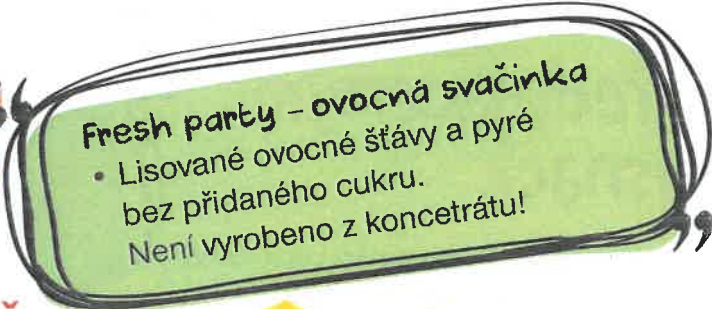 Fresh party – ovocná svačinka
• Lisované ovocné šťávy a pyré
bez přidaného cukru.
Není vyrobeno z koncetrátu!